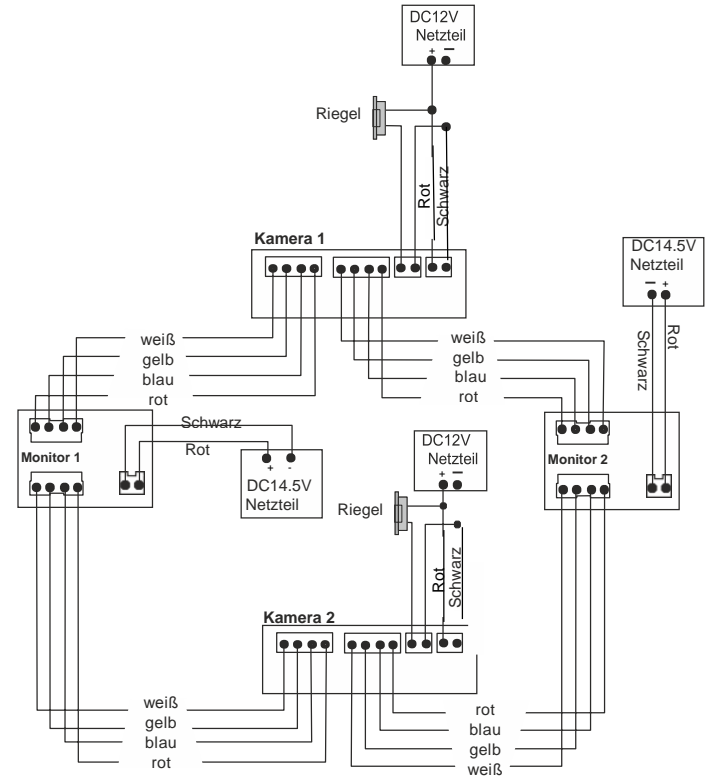 DC12V
Netzteil
+ −
Riegel
Rot
Schwarz
Kamera 1
DC14.5V
Netzteil
− +
Schwarz
Rot
weiß
gelb
blau
rot
weiß
gelb
blau
rot
Monitor 1
Schwarz
Rot
+ -
DC14.5V
Netzteil
DC12V
Netzteil
+ −
Riegel
Rot
Schwarz
Monitor 2
Kamera 2
weiß
gelb
blau
rot
rot
blau
gelb
weiß